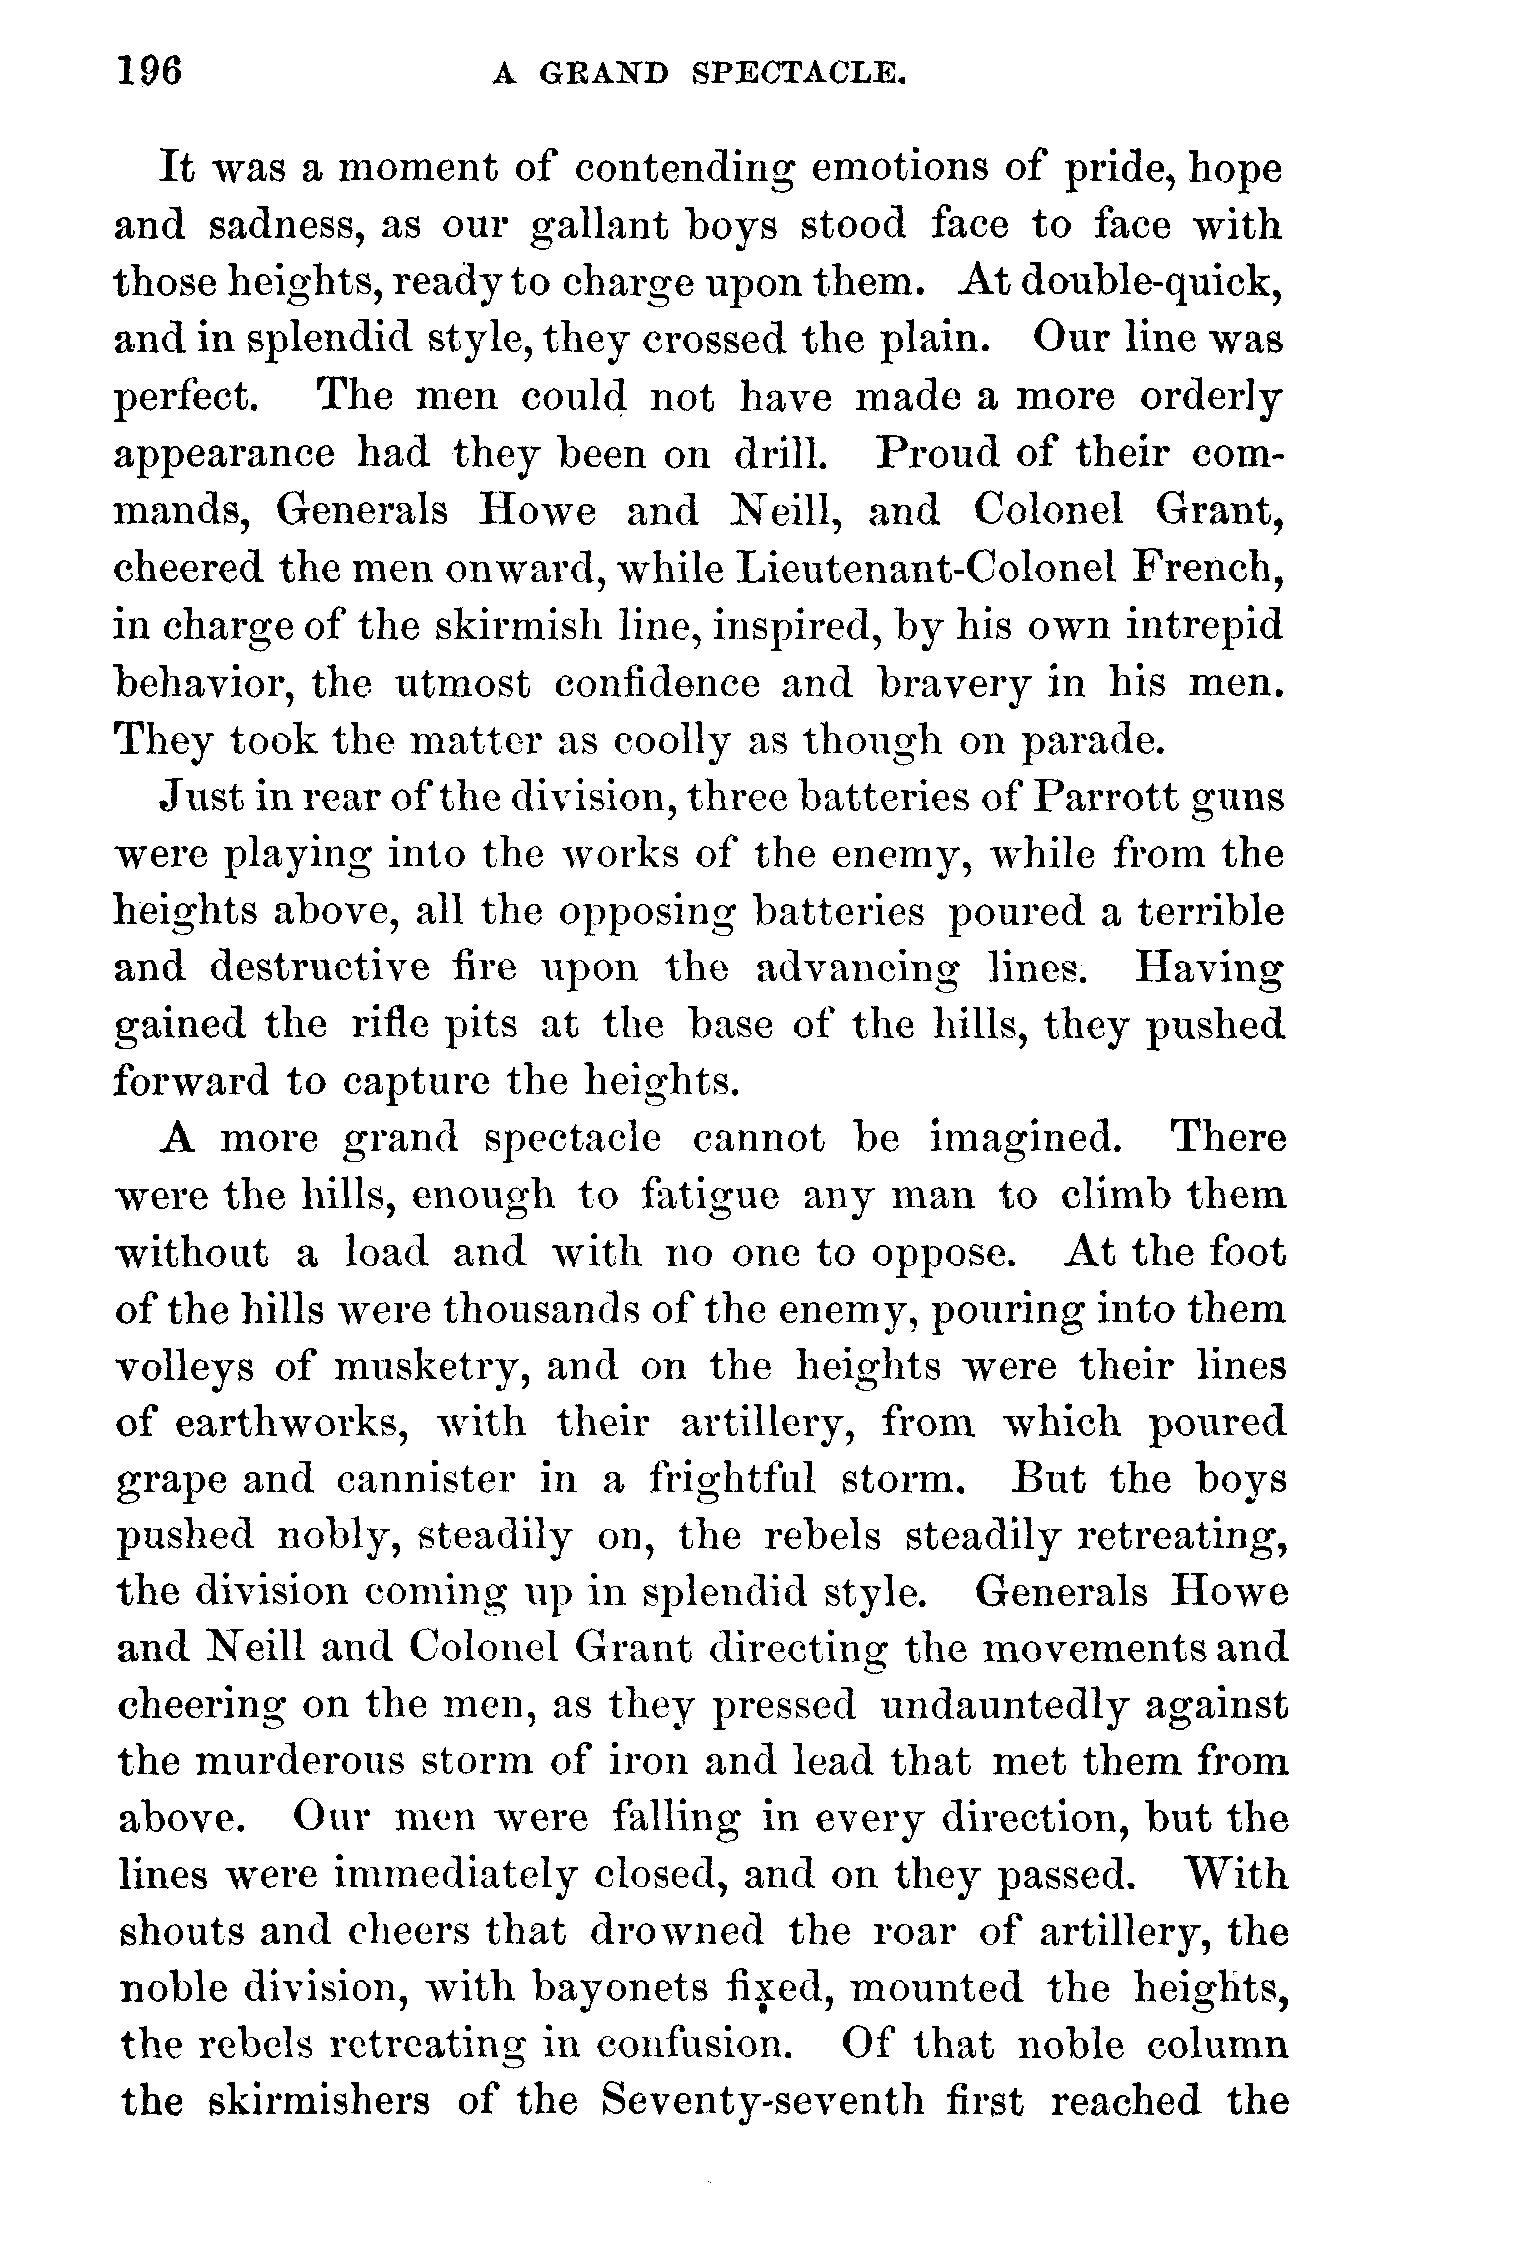 196 A GRAND SPECTACLE.
It was a moment of contending emotions of pride, hope
and sadness, as our gallant boys stood face to face with
those heights, ready to charge upon them. At double-quick,
and in splendid style, they crossed the plain. Our line was
perfect. The men could not have made a more orderly
appearance had they been on drill. Proud of their com-
mands, Generals Howe and Neill, and Colonel Grant,
cheered the men onward, while Lieutenant-Colonel French,
in charge of the skirmish line, inspired, by his own intrepid
behavior, the utmost confidence and bravery in his men.
They took the matter as coolly as though on parade.
Just in rear of the division, three batteries of Parrott guns
were playing into the works of the enemy, while from the
heights above, all the opposing batteries poured a terrible
and destructive fire upon the advancing lines. Having
gained the rifle pits at the base of the hills, they pushed
forward to capture the heights.
A more grand spectacle cannot be imagined. There
were the hills, enough to fatigue any man to climb them
without a load and with no one to oppose. At the foot
of the hills were thousands of the enemy, pouring into them
volleys of musketry, and on the heights were their lines
of earthworks, with their artillery, from which poured
grape and cannister in a frightful storm. But the boys
pushed nobly, steadily on, the rebels steadily retreating,
the division coming up in splendid style. Generals Howe
and Neill and Colonel Grant directing the movements and
cheering on the men, as they pressed undauntedly against
the murderous storm of iron and lead that met them from
above. Our men were falling in every direction, but the
lines were immediately closed, and on they passed. With
shouts and cheers that drowned the roar of artillery, the
noble division, with bayonets fixed, mounted the heights,
the rebels retreating in confusion. Of that noble column
the skirmishers of the Seventy-seventh first reached the